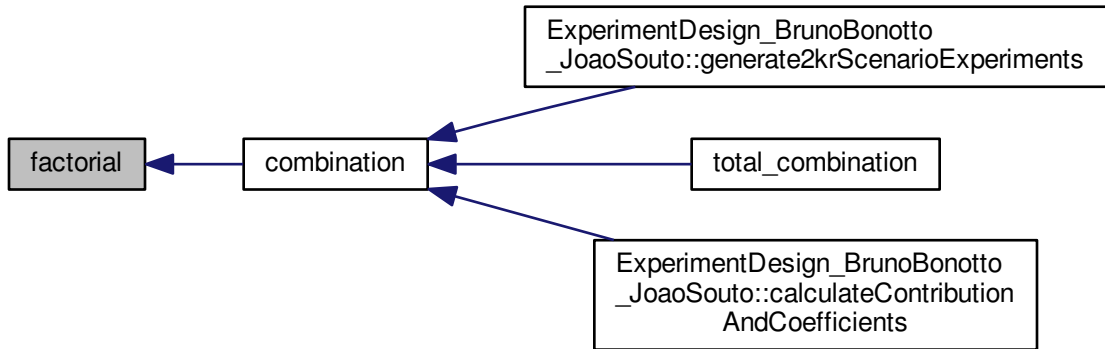 ExperimentDesign_BrunoBonotto
_JoaoSouto::generate2krScenarioExperiments
factorial
combination
total_combination
ExperimentDesign_BrunoBonotto
_JoaoSouto::calculateContribution
AndCoefficients